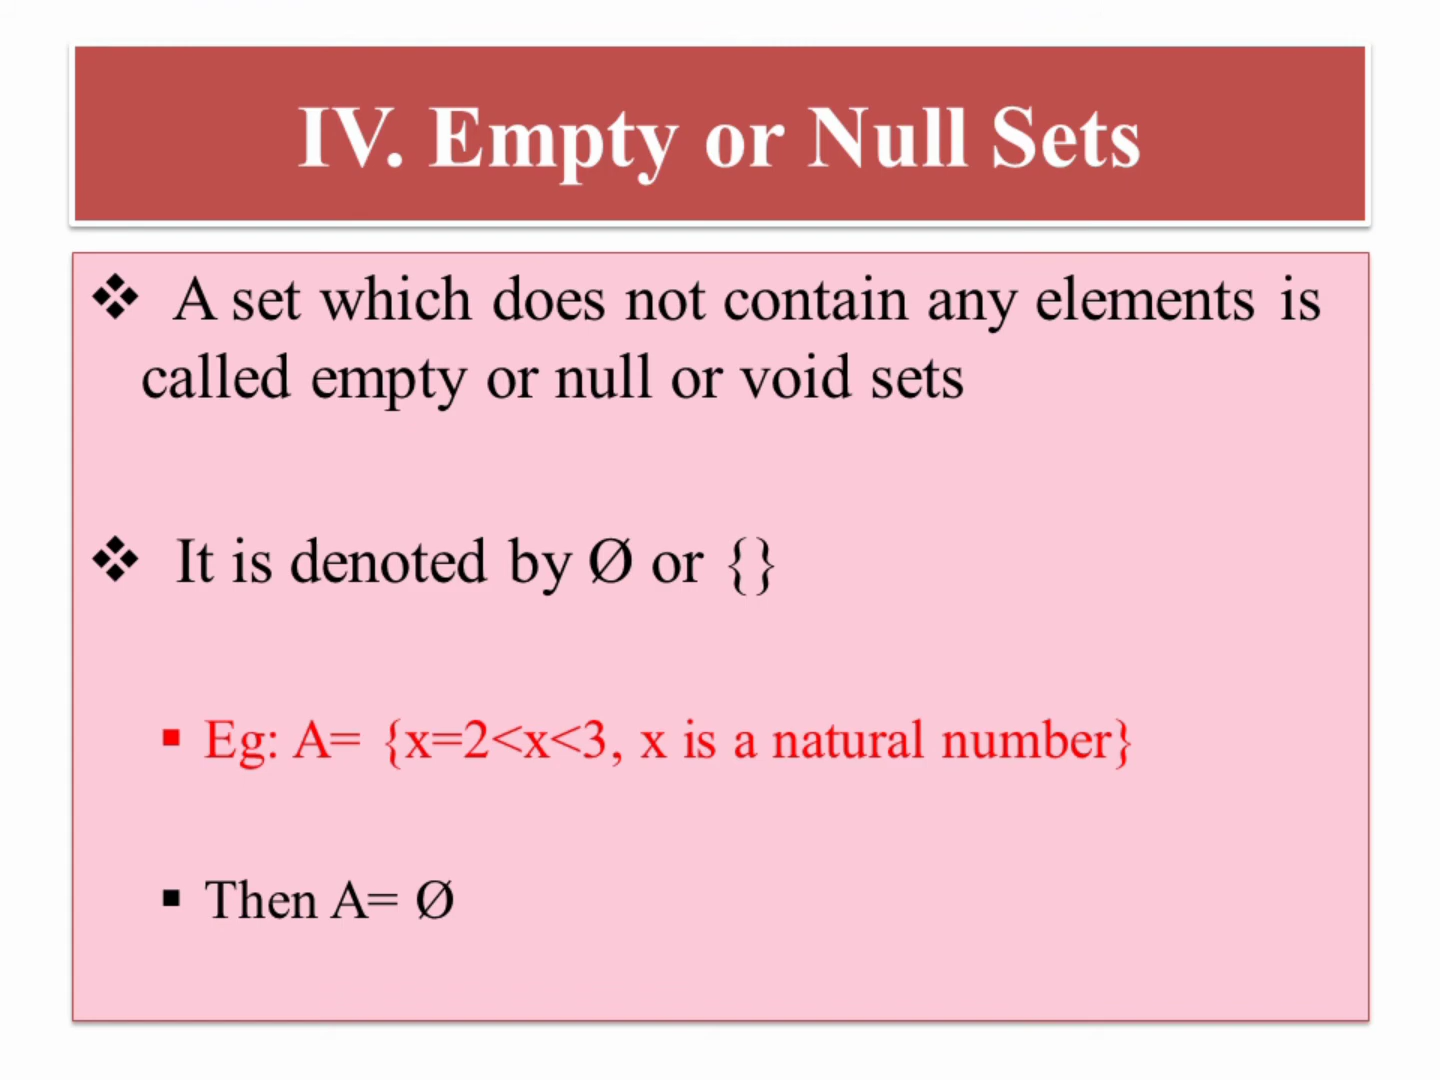 IV. Empty or Null Sets
❖ A set which does not contain any elements is
called empty or null or void sets
❖ It is denoted by Ø or {}
▪ Eg: A= {x=2<x<3, x is a natural number}
▪ Then A= Ø